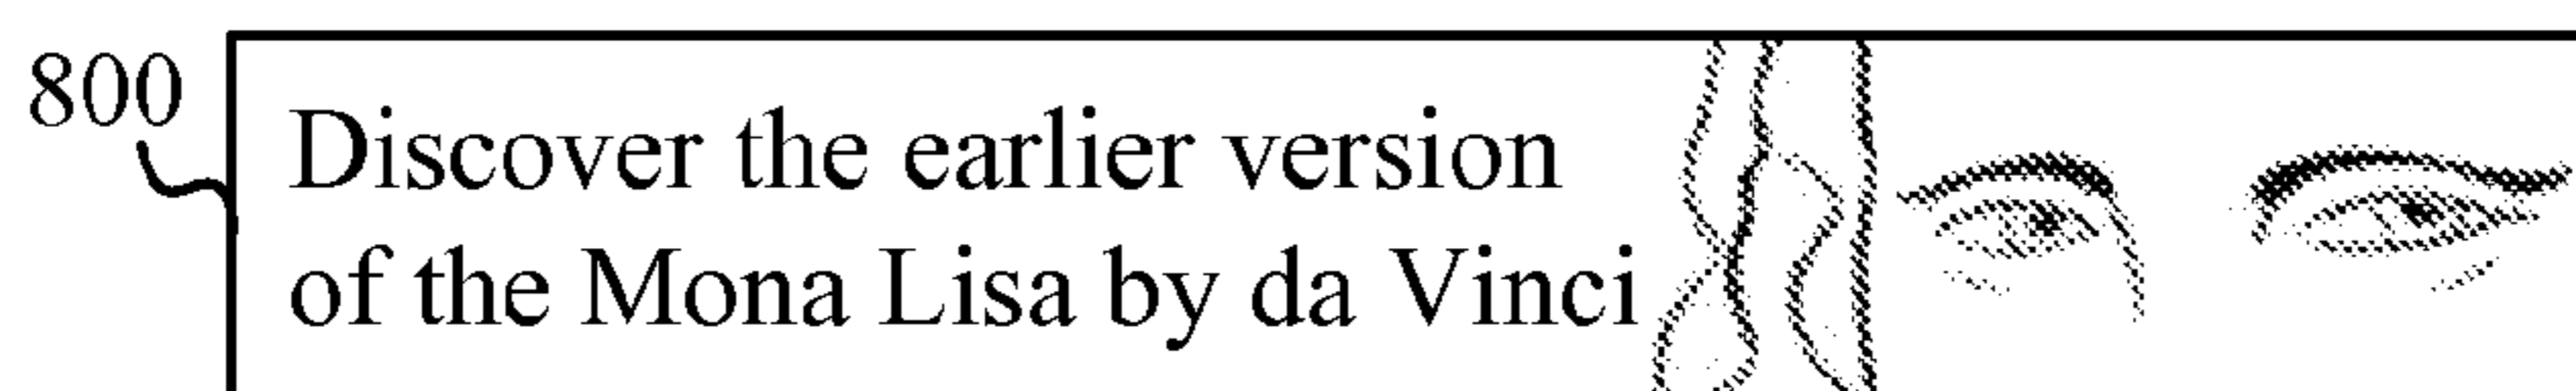 800
Discover the earlier version
of the Mona Lisa by da Vinci